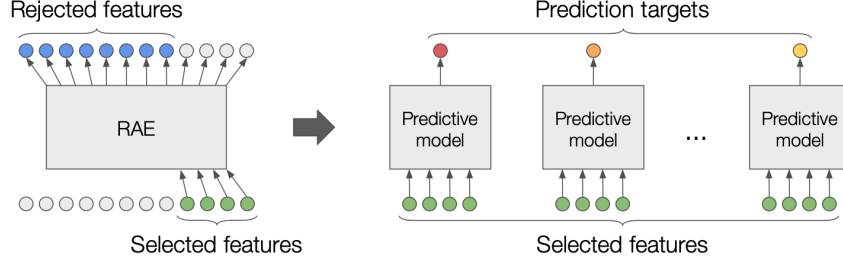 Rejected features
Prediction targets
RAE
Predictive
model
Predictive
model
...
Predictive
model
Selected features
Selected features